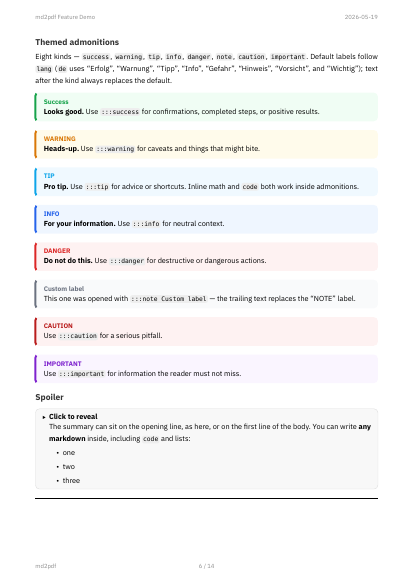 md2pdf Feature Demo
2026-05-19
Themed admonitions
Eight kinds — success, warning, tip, info, danger, note, caution, important. Default labels follow
lang (de uses “Erfolg”, “Warnung”, “Tipp”, “Info”, “Gefahr”, “Hinweis”, “Vorsicht”, and “Wichtig”); text
after the kind always replaces the default.
Success
Looks good. Use :::success for confirmations, completed steps, or positive results.
WARNING
Heads-up. Use :::warning for caveats and things that might bite.
TIP
Pro tip. Use :::tip for advice or shortcuts. Inline math and code both work inside admonitions.
INFO
For your information. Use :::info for neutral context.
DANGER
Do not do this. Use :::danger for destructive or dangerous actions.
Custom label
This one was opened with :::note Custom label — the trailing text replaces the “NOTE” label.
CAUTION
Use :::caution for a serious pitfall.
IMPORTANT
Use :::important for information the reader must not miss.
Spoiler
▸ Click to reveal
The summary can sit on the opening line, as here, or on the first line of the body. You can write any
markdown inside, including code and lists:
• one
• two
• three
md2pdf
6 / 14